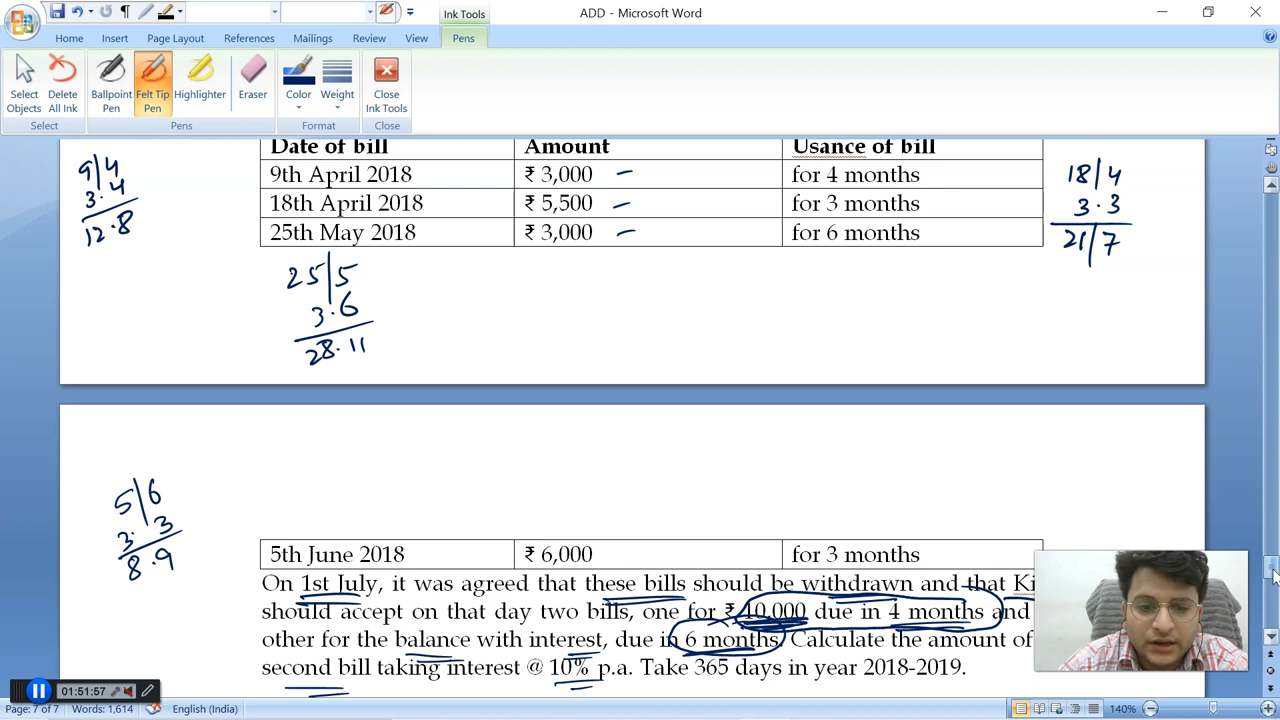 Ink Tools
ADD - Microsoft Word
Home Insert Page Layout References Mailings Review View Pens
Select Objects
Delete All Ink
Ballpoint Pen
Felt Tip Pen
Highlighter
Eraser
Color
Weight
Close Ink Tools
Select Pens Format Close
Date of bill Amount Usance of bill
9th April 2018 ₹ 3,000 for 4 months
18th April 2018 ₹ 5,500 for 3 months
25th May 2018 ₹ 3,000 for 6 months
9/4
3.4
12.8
18/4
3.3
21/7
25/5
3.6
28.11
5/6
3.3
8.9
5th June 2018 ₹ 6,000 for 3 months
On 1st July, it was agreed that these bills should be withdrawn and that Ki
should accept on that day two bills, one for ₹ 10,000 due in 4 months and
other for the balance with interest, due in 6 months. Calculate the amount of
second bill taking interest @ 10% p.a. Take 365 days in year 2018-2019.
01:51:57
Page: 7 of 7 Words: 1,614 English (India) 140%